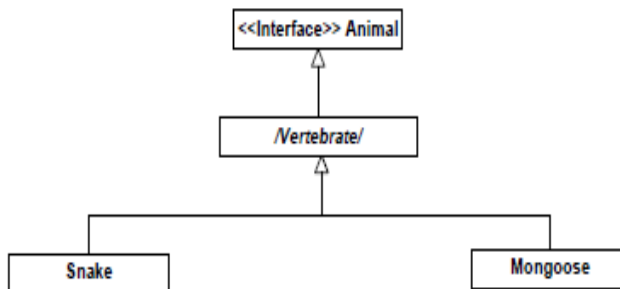 <<Interface>> Animal
/Vertebrate/
Snake
Mongoose